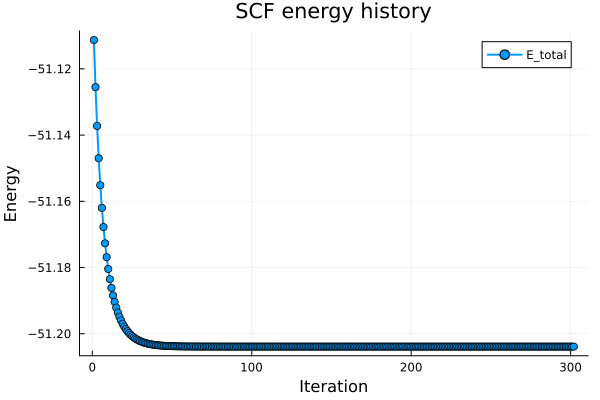 SCF energy history
E_total
Energy
−51.12
−51.14
−51.16
−51.18
−51.20
0
100
200
300
Iteration